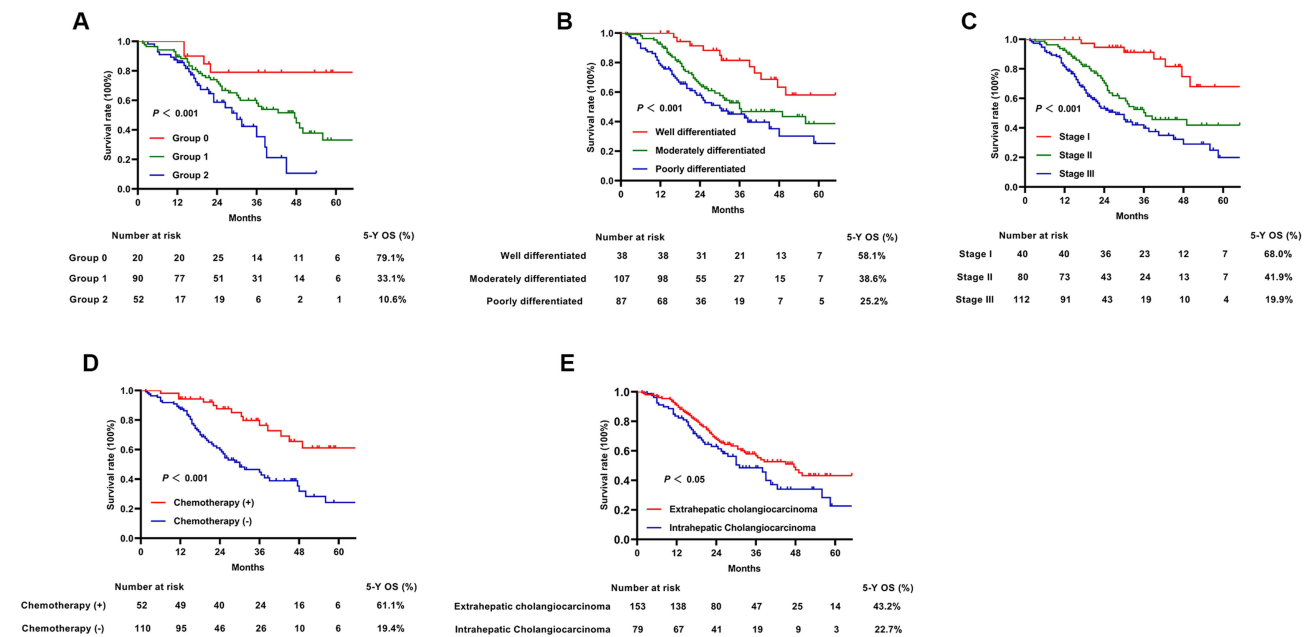 A
Survival rate (100%)
1.0
0.8
0.6
0.4
0.2
0.0
P < 0.001
Group 0
Group 1
Group 2
0 12 24 36 48 60
Months
Number at risk 5-Y OS (%)
Group 0 20 20 25 14 11 6 79.1%
Group 1 90 77 51 31 14 6 33.1%
Group 2 52 17 19 6 2 1 10.6%
B
Survival rate (100%)
1.0
0.8
0.6
0.4
0.2
0.0
P < 0.001
Well differentiated
Moderately differentiated
Poorly differentiated
0 12 24 36 48 60
Months
Number at risk 5-Y OS (%)
Well differentiated 38 38 31 21 13 7 58.1%
Moderately differentiated 107 98 55 27 15 7 38.6%
Poorly differentiated 87 68 36 19 7 5 25.2%
C
Survival rate (100%)
1.0
0.8
0.6
0.4
0.2
0.0
P < 0.001
Stage I
Stage II
Stage III
0 12 24 36 48 60
Months
Number at risk 5-Y OS (%)
Stage I 40 40 36 23 12 7 68.0%
Stage II 80 73 43 24 13 7 41.9%
Stage III 112 91 43 19 10 4 19.9%
D
Survival rate (100%)
1.0
0.8
0.6
0.4
0.2
0.0
P < 0.001
Chemotherapy (+)
Chemotherapy (-)
0 12 24 36 48 60
Months
Number at risk 5-Y OS (%)
Chemotherapy (+) 52 49 40 24 16 6 61.1%
Chemotherapy (-) 110 95 46 26 10 6 19.4%
E
Survival rate (100%)
1.0
0.8
0.6
0.4
0.2
0.0
P < 0.05
Extrahepatic cholangiocarcinoma
Intrahepatic Cholangiocarcinoma
0 12 24 36 48 60
Months
Number at risk 5-Y OS (%)
Extrahepatic cholangiocarcinoma 153 138 80 47 25 14 43.2%
Intrahepatic Cholangiocarcinoma 79 67 41 19 9 3 22.7%